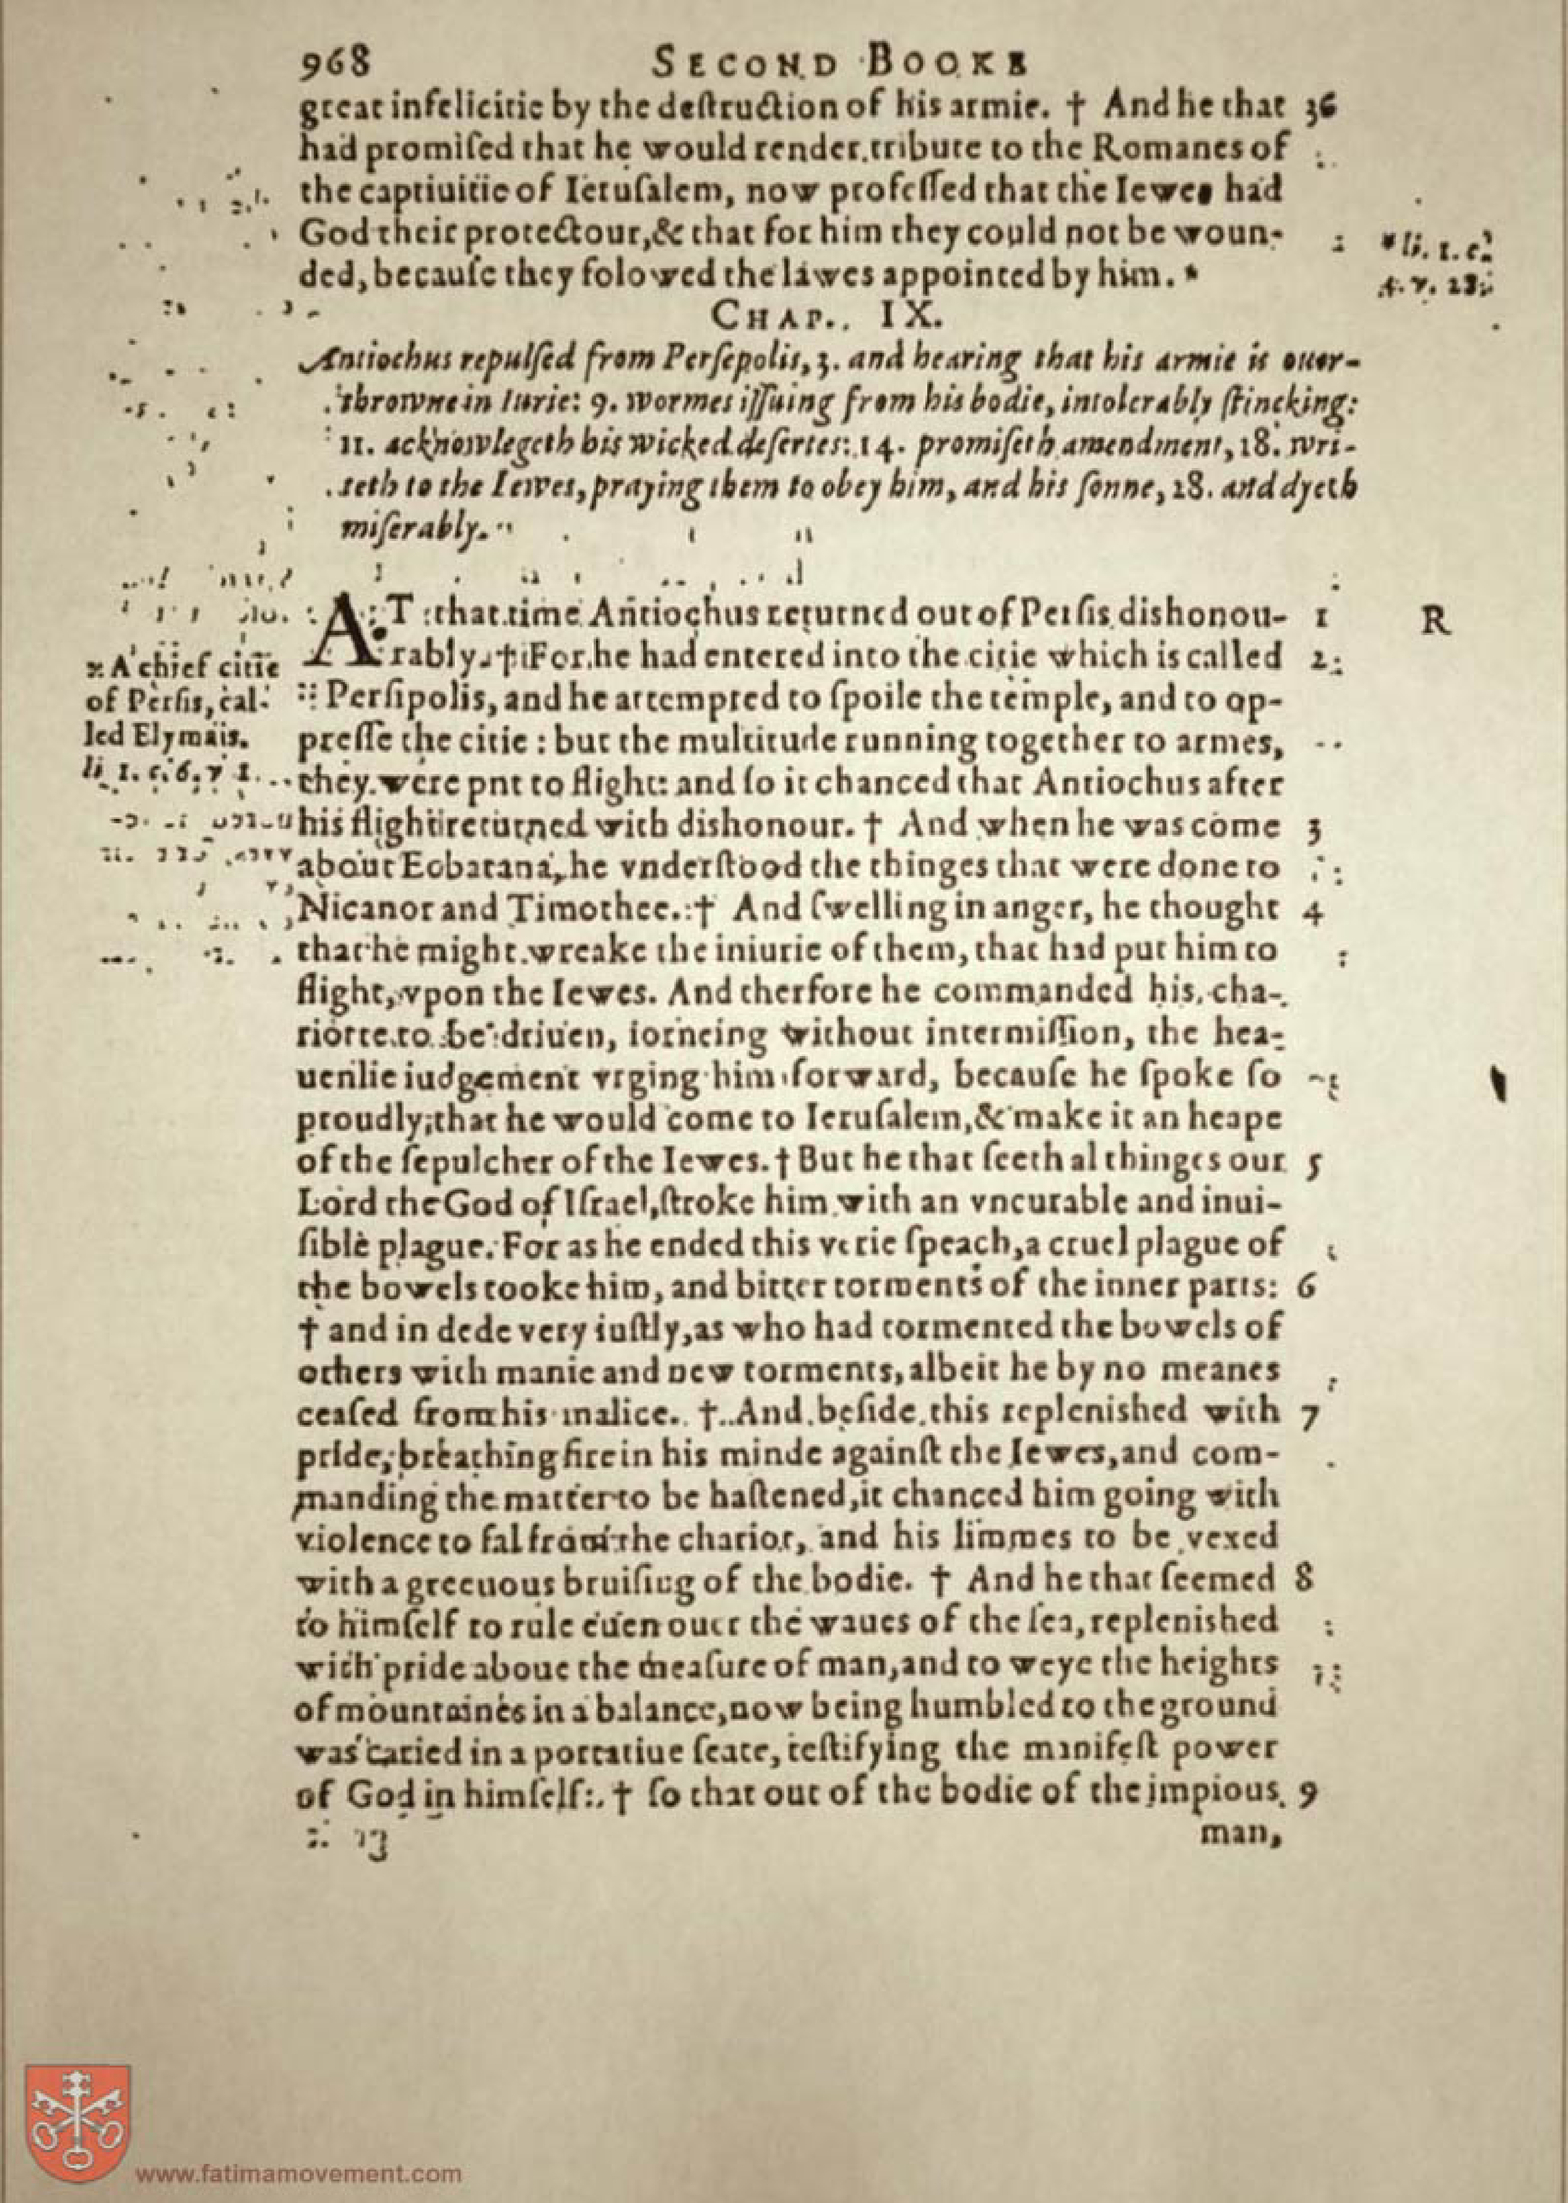 968 SECOND BOOKE
great infelicitie by the deſtruction of his armie. † And he that 36
had promiſed that he would render tribute to the Romanes of
the captiuitie of Ieruſalem, now profeſſed that the Iewes had
God their protectour, & that for him they could not be woun-
ded, becauſe they folowed the lawes appointed by him. *
* li. 1. c.
4. v. 28.
CHAP. IX.
Antiochus repulſed from Perſepolis, 3. and hearing that his armie is ouer-
throwne in Iurie: 9. wormes iſſuing from his bodie, intolerably ſtincking:
11. acknowlegeth his wicked deſertes: 14. promiſeth amendment, 18. wri-
teth to the Iewes, praying them to obey him, and his ſonne, 28. and dyeth
miſerably.
AT that time Antiochus returned out of Perſis dishonou- 1 R
rably. † For he had entered into the citie which is called 2
:: Perſipolis, and he attempted to ſpoile the temple, and to op-
:: A chief citie
of Perſis, cal-
led Elymais.
li 1. c. 6. v 1.
preſſe the citie : but the multitude running together to armes,
they were pnt to flight: and ſo it chanced that Antiochus after
his flight returned with dishonour. † And when he was come 3
about Ecbatana, he vnderſtood the thinges that were done to
Nicanor and Timothee. † And ſwelling in anger, he thought 4
that he might wreake the iniurie of them, that had put him to
flight, vpon the Iewes. And therfore he commanded his cha-
riotte to be driuen, iorneing without intermiſſion, the hea-
uenlie iudgement vrging him forward, becauſe he ſpoke ſo
proudly, that he would come to Ieruſalem, & make it an heape
of the ſepulcher of the Iewes. † But he that ſeeth al thinges our 5
Lord the God of Iſrael, ſtroke him with an vncurable and inui-
ſible plague. For as he ended this verie ſpeach, a cruel plague of
the bowels tooke him, and bitter torments of the inner parts: 6
† and in dede very iuſtly, as who had tormented the bowels of
others with manie and new torments, albeit he by no meanes
ceaſed from his malice. † And beſide this replenished with 7
pride, breathing fire in his minde againſt the Iewes, and com-
manding the matter to be haſtened, it chanced him going with
violence to fal from the chariot, and his limmes to be vexed
with a greeuous bruiſing of the bodie. † And he that ſeemed 8
to himſelf to rule euen ouer the waues of the ſea, replenished
with pride aboue the meaſure of man, and to weye the heights
of mountaines in a balance, now being humbled to the ground
was caried in a portatiue ſeate, teſtifying the manifeſt power
of God in himſelf: † ſo that out of the bodie of the impious 9
man,
www.fatimamovement.com